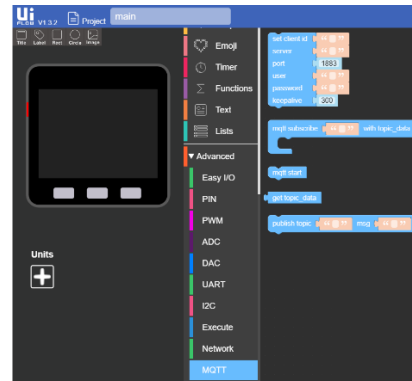 Ui
FLOW V1.3.2 Project main
Title Label Rect Circle Image
Emoji
Timer
Functions
Text
Lists
Advanced
Easy I/O
PIN
PWM
ADC
DAC
UART
I2C
Execute
Network
MQTT
Units
set client id “ ”
server “ ”
port 1883
user “ ”
password “ ”
keepalive 300
mqtt subscribe “ ” with topic_data
mqtt start
get topic_data
publish topic “ ” msg “ ”